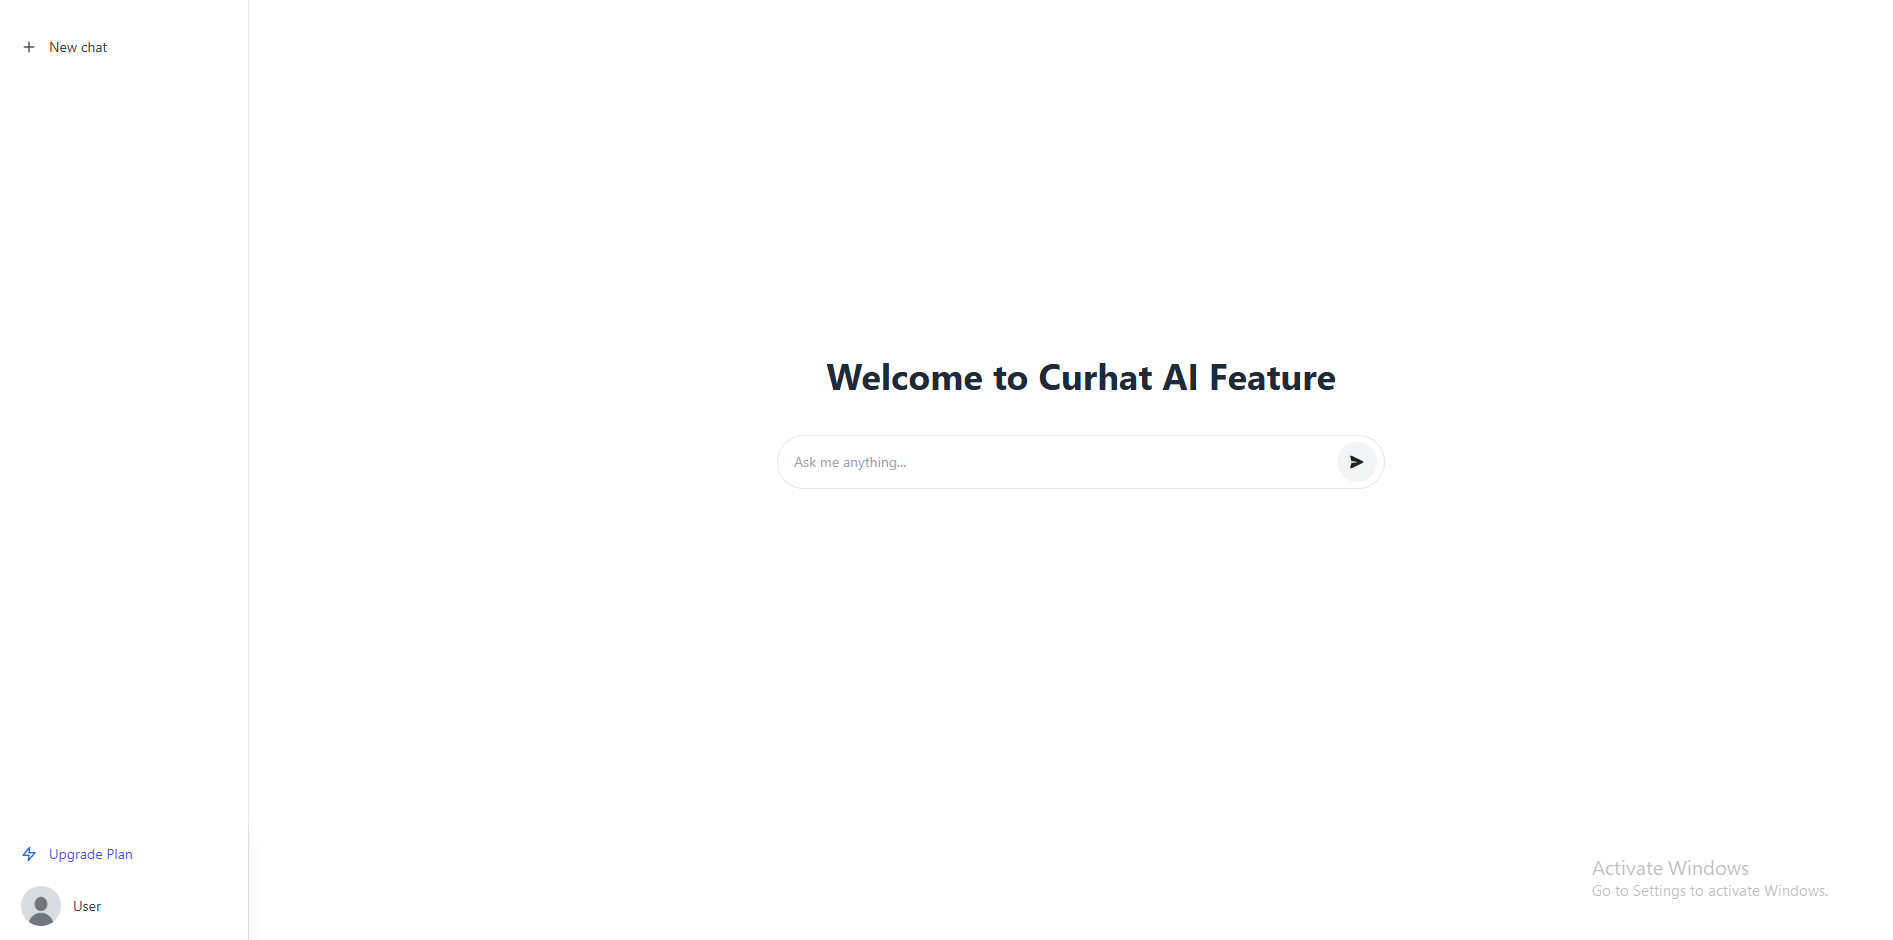 New chat
Welcome to Curhat AI Feature
Ask me anything...
Upgrade Plan
User
Activate Windows
Go to Settings to activate Windows.